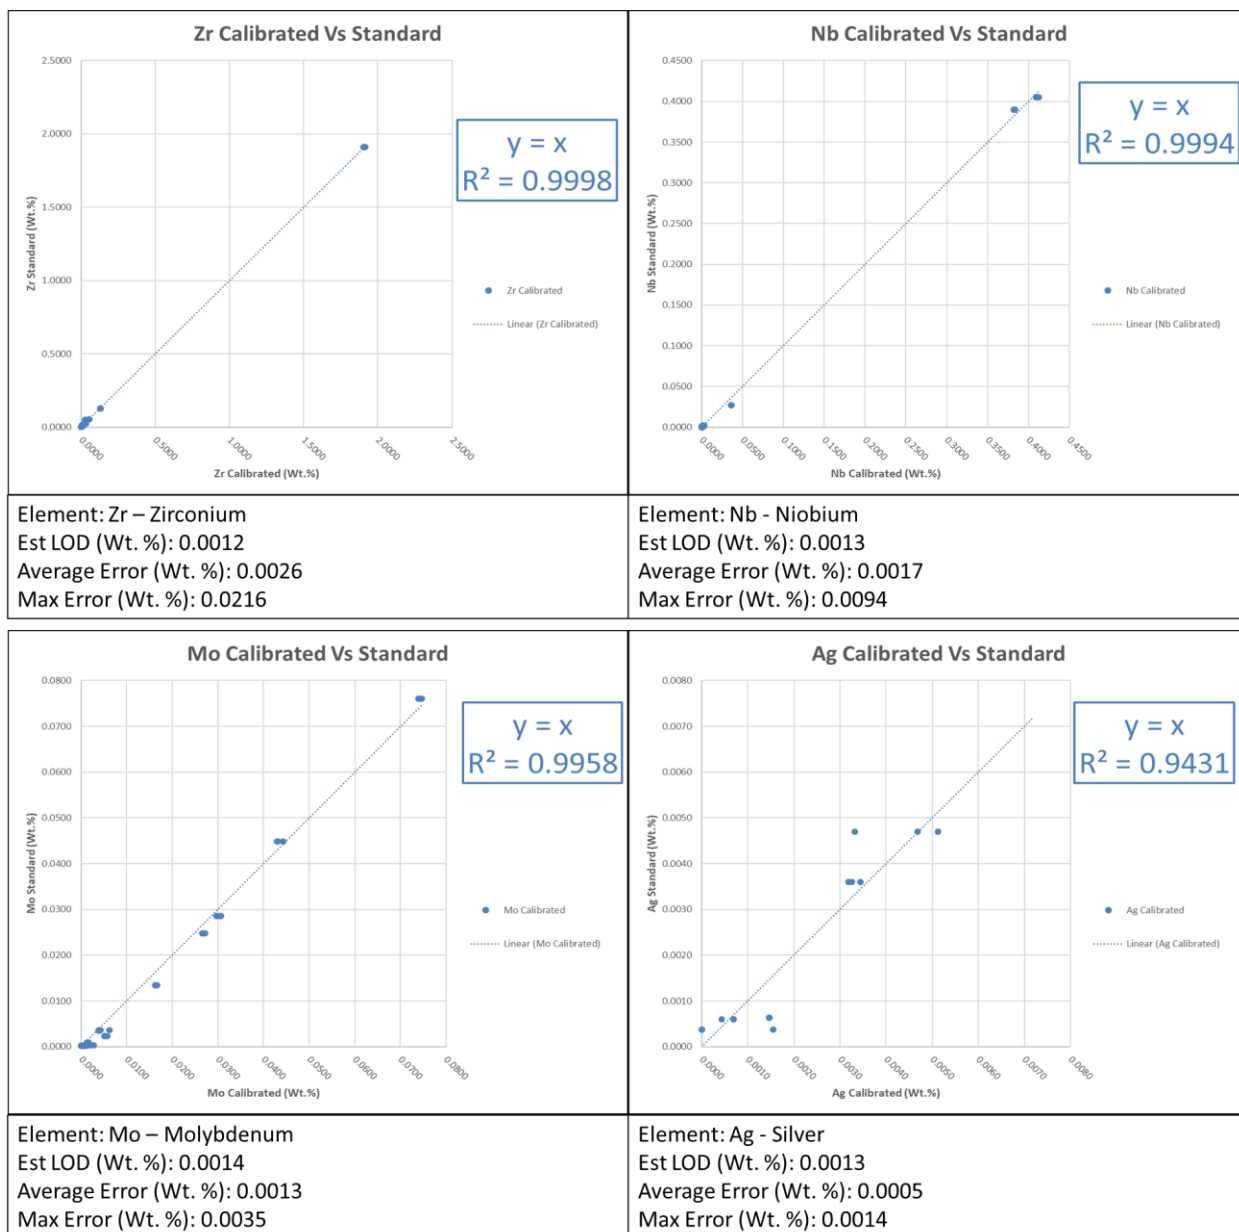 Zr Calibrated Vs Standard
2.5000
2.0000
1.5000
1.0000
0.5000
0.0000
Zr Standard (Wt.%)
0.0000
0.5000
1.0000
1.5000
2.0000
2.5000
Zr Calibrated (Wt.%)
y = x
R² = 0.9998
Zr Calibrated
Linear (Zr Calibrated)
Nb Calibrated Vs Standard
0.4500
0.4000
0.3500
0.3000
0.2500
0.2000
0.1500
0.1000
0.0500
0.0000
Nb Standard (Wt.%)
0.0000
0.0500
0.1000
0.1500
0.2000
0.2500
0.3000
0.3500
0.4000
0.4500
Nb Calibrated (Wt.%)
y = x
R² = 0.9994
Nb Calibrated
Linear (Nb Calibrated)
Element: Zr – Zirconium
Est LOD (Wt. %): 0.0012
Average Error (Wt. %): 0.0026
Max Error (Wt. %): 0.0216
Element: Nb - Niobium
Est LOD (Wt. %): 0.0013
Average Error (Wt. %): 0.0017
Max Error (Wt. %): 0.0094
Mo Calibrated Vs Standard
0.0800
0.0700
0.0600
0.0500
0.0400
0.0300
0.0200
0.0100
0.0000
Mo Standard (Wt.%)
0.0000
0.0100
0.0200
0.0300
0.0400
0.0500
0.0600
0.0700
0.0800
Mo Calibrated (Wt.%)
y = x
R² = 0.9958
Mo Calibrated
Linear (Mo Calibrated)
Ag Calibrated Vs Standard
0.0080
0.0070
0.0060
0.0050
0.0040
0.0030
0.0020
0.0010
0.0000
Ag Standard (Wt.%)
0.0000
0.0010
0.0020
0.0030
0.0040
0.0050
0.0060
0.0070
0.0080
Ag Calibrated (Wt.%)
y = x
R² = 0.9431
Ag Calibrated
Linear (Ag Calibrated)
Element: Mo – Molybdenum
Est LOD (Wt. %): 0.0014
Average Error (Wt. %): 0.0013
Max Error (Wt. %): 0.0035
Element: Ag - Silver
Est LOD (Wt. %): 0.0013
Average Error (Wt. %): 0.0005
Max Error (Wt. %): 0.0014